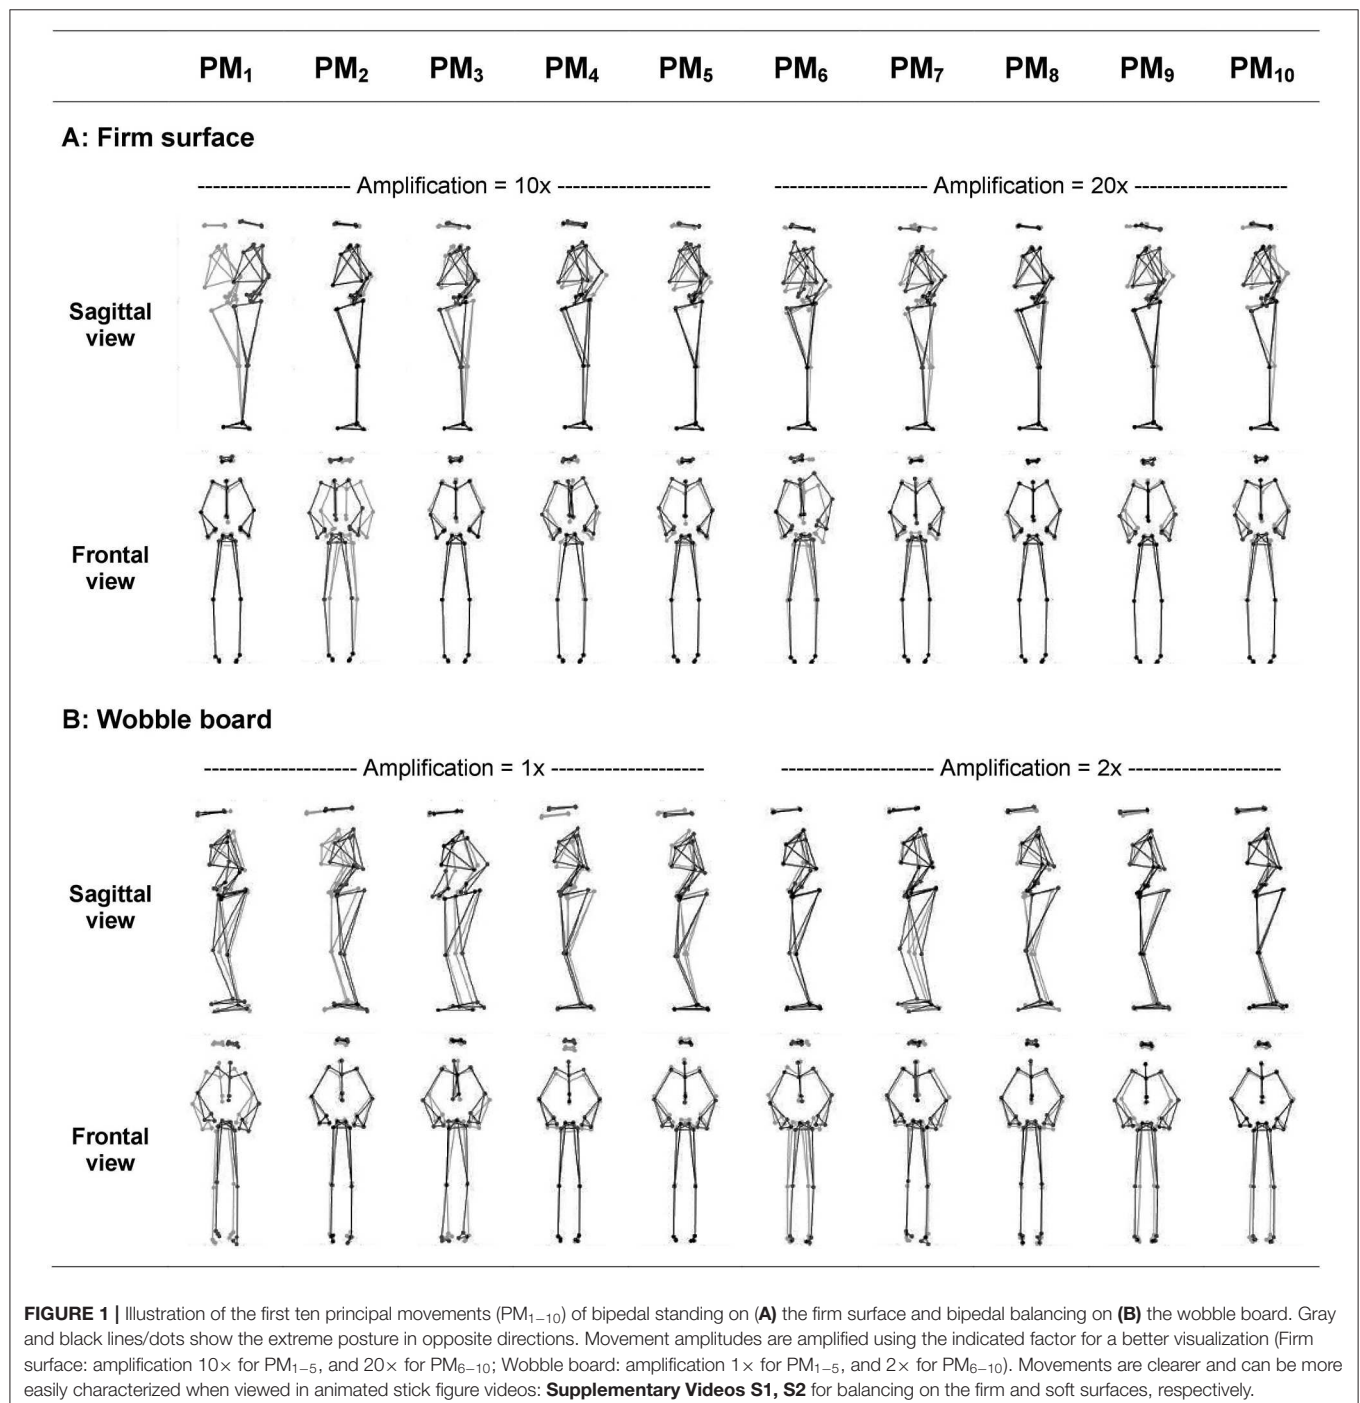 PM1 PM2 PM3 PM4 PM5 PM6 PM7 PM8 PM9 PM10
A: Firm surface
-------------------- Amplification = 10x -------------------- -------------------- Amplification = 20x --------------------
Sagittal
view
Frontal
view
B: Wobble board
-------------------- Amplification = 1x -------------------- -------------------- Amplification = 2x --------------------
Sagittal
view
Frontal
view
FIGURE 1 | Illustration of the first ten principal movements (PM1–10) of bipedal standing on (A) the firm surface and bipedal balancing on (B) the wobble board. Gray
and black lines/dots show the extreme posture in opposite directions. Movement amplitudes are amplified using the indicated factor for a better visualization (Firm
surface: amplification 10× for PM1–5, and 20× for PM6–10; Wobble board: amplification 1× for PM1–5, and 2× for PM6–10). Movements are clearer and can be more
easily characterized when viewed in animated stick figure videos: Supplementary Videos S1, S2 for balancing on the firm and soft surfaces, respectively.